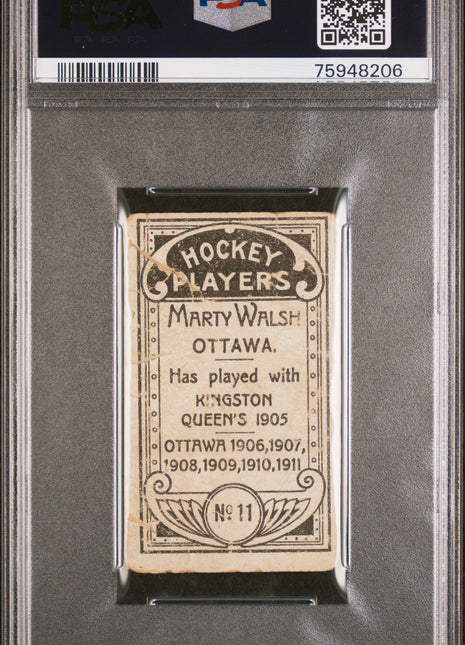 PSA
PSA
75948206
HOCKEY
PLAYERS
MARTY WALSH
OTTAWA.
Has played with
KINGSTON
QUEEN'S 1905
OTTAWA 1906,1907,
1908,1909,1910,1911
No 11